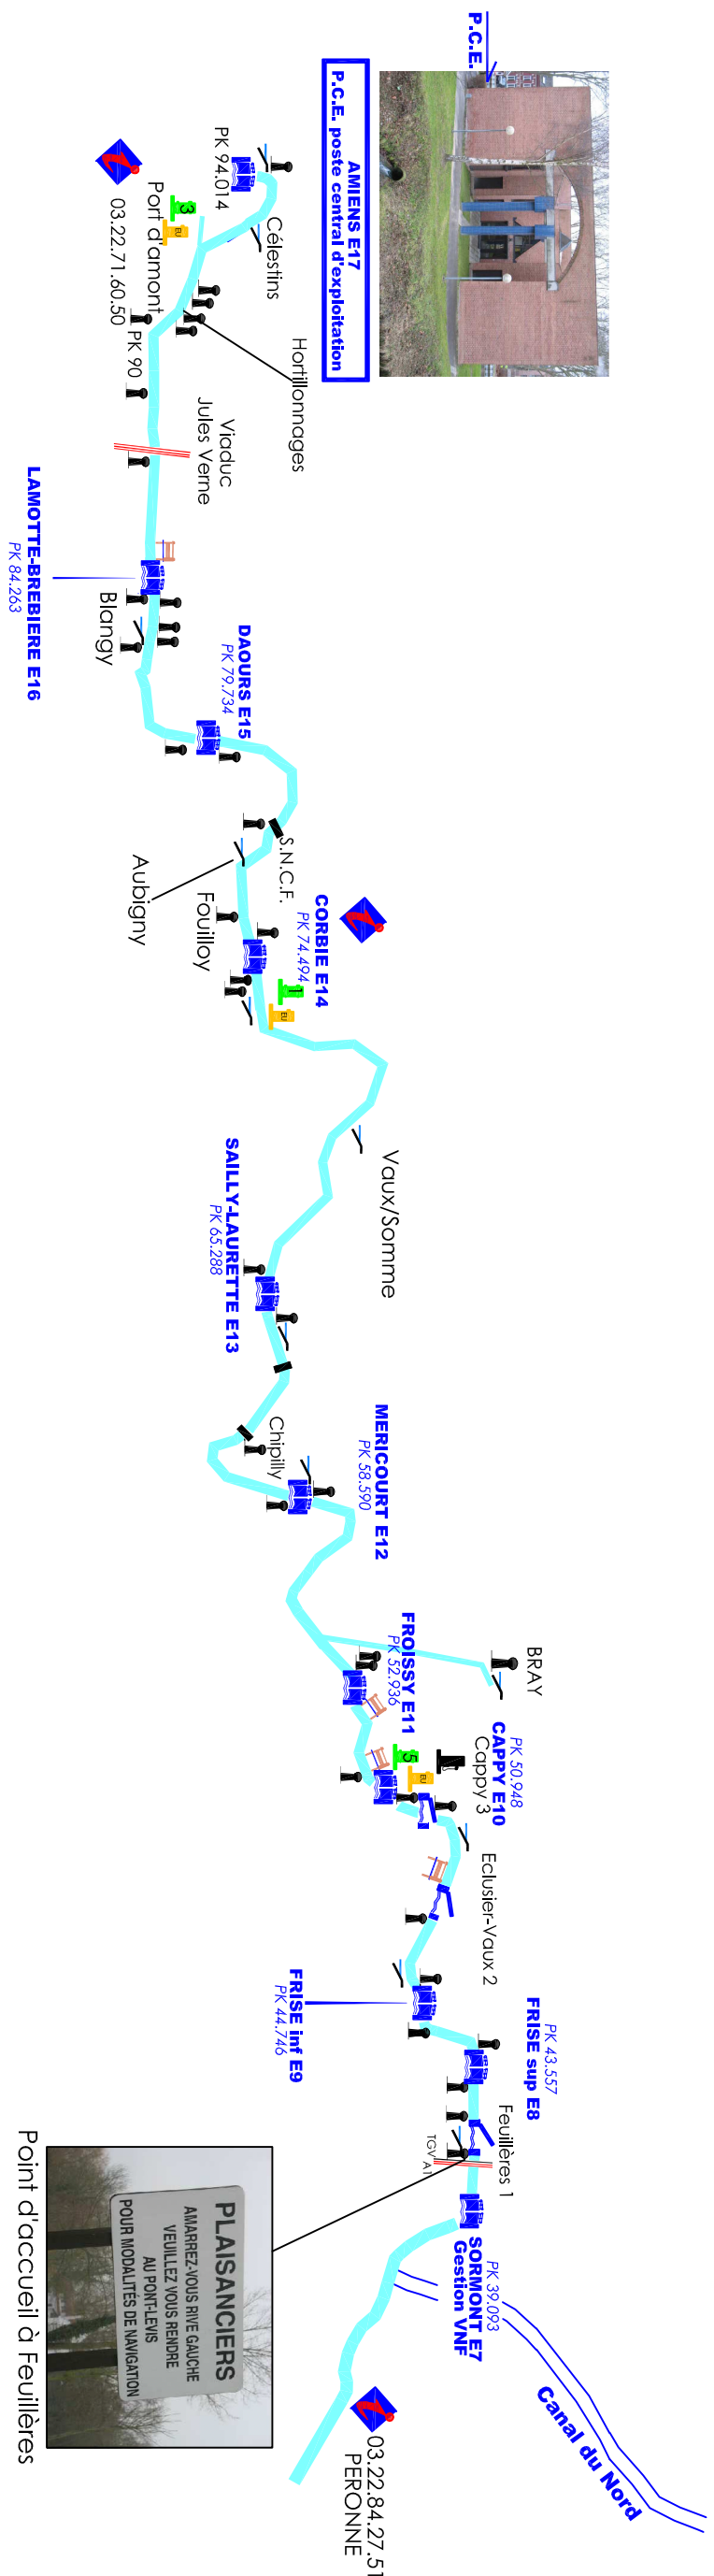 P.C.E.
AMIENS E17
P.C.E. poste central d'exploitation
PK 94.014
Célestins
3
EU
Port d'amont
03.22.71.60.50
Hortillonnages
PK 90
Viaduc
Jules Verne
LAMOTTE-BREBIERE E16
PK 84.263
Blangy
DAOURS E15
PK 79.734
S.N.C.F.
Aubigny
Fouilloy
CORBIE E14
PK 74.494
1
EU
Vaux/Somme
SAILLY-LAURETTE E13
PK 65.288
Chipilly
MERICOURT E12
PK 58.590
BRAY
FROISSY E11
PK 52.936
PK 50.948
CAPPY E10
Cappy 3
5
EU
Eclusier-Vaux 2
FRISE inf E9
PK 44.746
PK 43.557
FRISE sup E8
Feuillères 1
TGV A1
PK 39.093
SORMONT E7
Gestion VNF
Canal du Nord
03.22.84.27.51
PERONNE
PLAISANCIERS
AMARREZ-VOUS RIVE GAUCHE
VEUILLEZ VOUS RENDRE
AU PONT-LEVIS
POUR MODALITÉS DE NAVIGATION
Point d'accueil à Feuillères